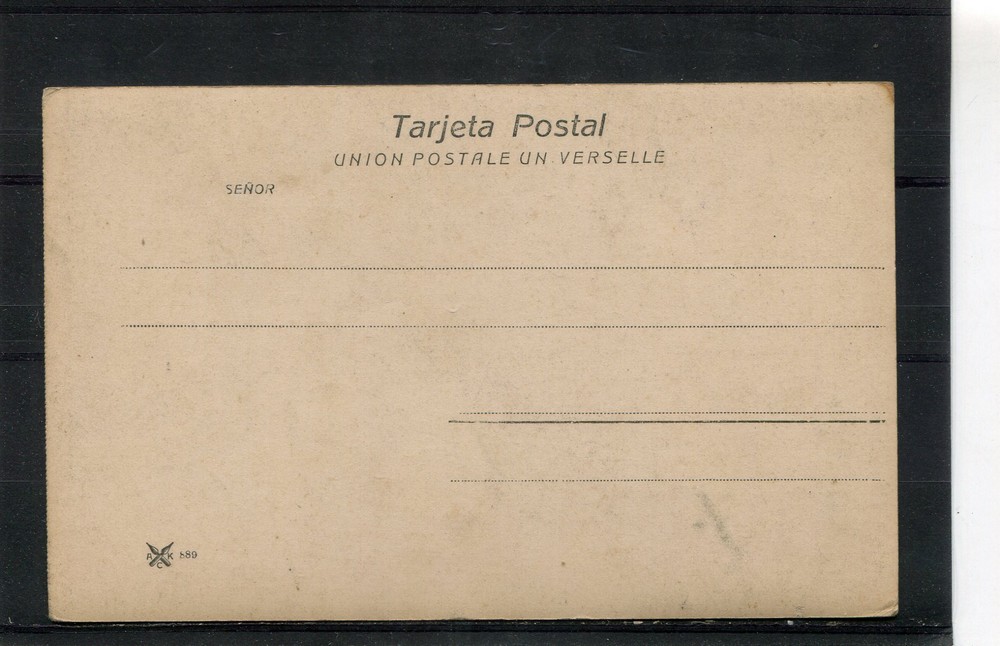 Tarjeta Postal
UNION POSTALE UN VERSELLE
SEÑOR
A C K 889